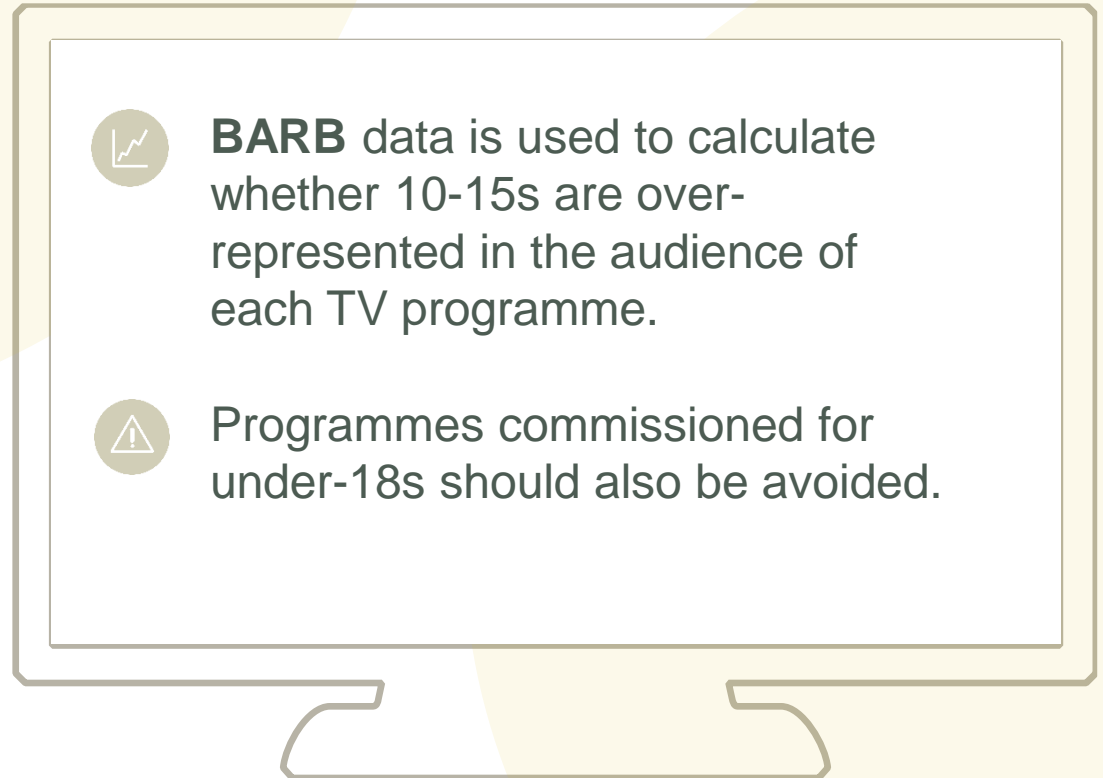 BARB data is used to calculate
whether 10-15s are over-
represented in the audience of
each TV programme.
Programmes commissioned for
under-18s should also be avoided.